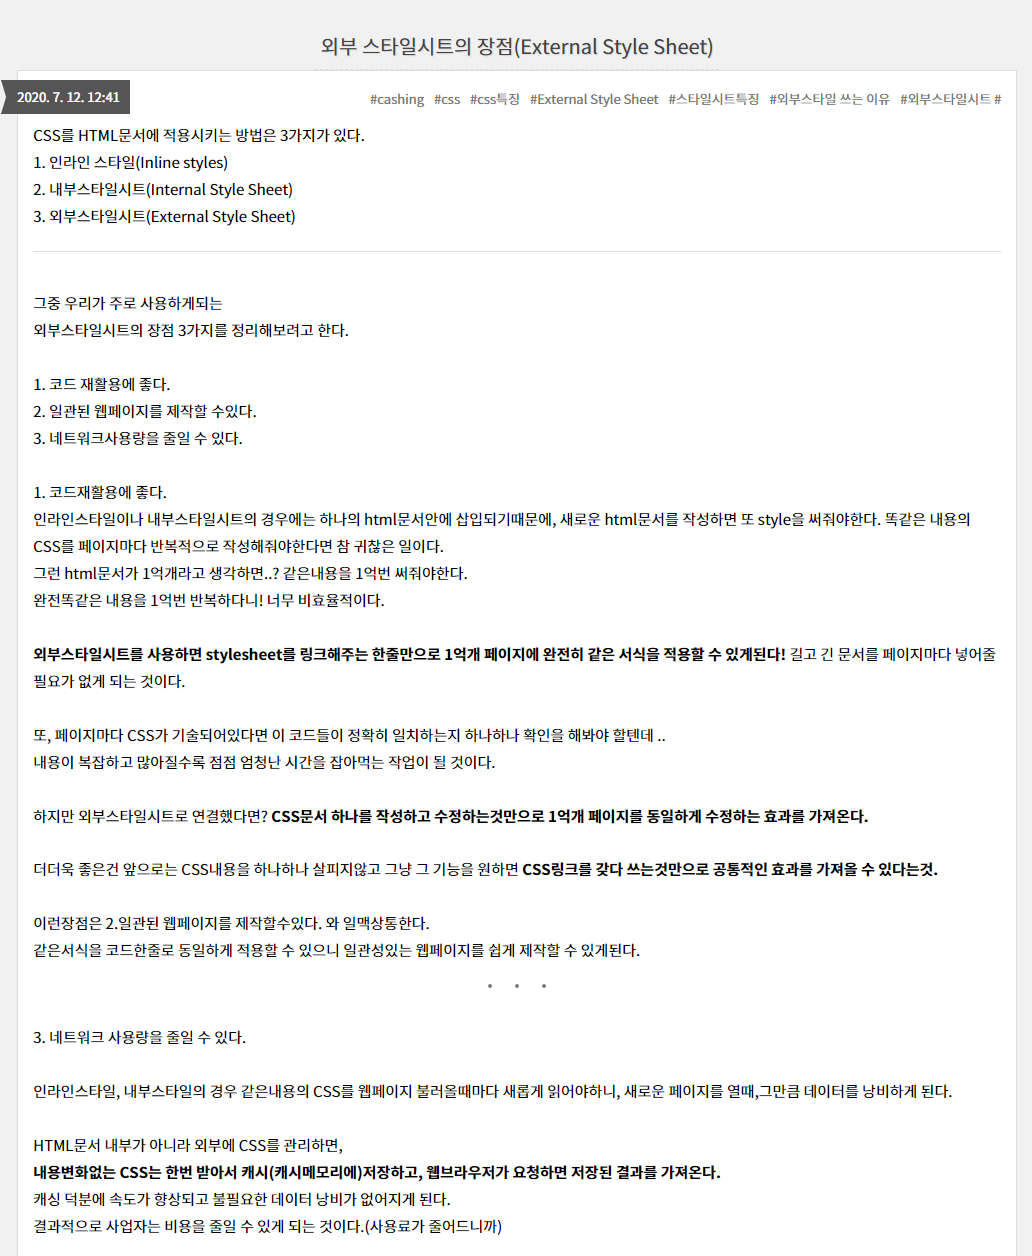 외부 스타일시트의 장점(External Style Sheet)
2020. 7. 12. 12:41
#cashing #css #css특징 #External Style Sheet #스타일시트특징 #외부스타일 쓰는 이유 #외부스타일시트 #
CSS를 HTML문서에 적용시키는 방법은 3가지가 있다.
1. 인라인 스타일(Inline styles)
2. 내부스타일시트(Internal Style Sheet)
3. 외부스타일시트(External Style Sheet)
그중 우리가 주로 사용하게되는
외부스타일시트의 장점 3가지를 정리해보려고 한다.
1. 코드 재활용에 좋다.
2. 일관된 웹페이지를 제작할 수있다.
3. 네트워크사용량을 줄일 수 있다.
1. 코드재활용에 좋다.
인라인스타일이나 내부스타일시트의 경우에는 하나의 html문서안에 삽입되기때문에, 새로운 html문서를 작성하면 또 style을 써줘야한다. 똑같은 내용의
CSS를 페이지마다 반복적으로 작성해줘야한다면 참 귀찮은 일이다.
그런 html문서가 1억개라고 생각하면..? 같은내용을 1억번 써줘야한다.
완전똑같은 내용을 1억번 반복하다니! 너무 비효율적이다.
외부스타일시트를 사용하면 stylesheet를 링크해주는 한줄만으로 1억개 페이지에 완전히 같은 서식을 적용할 수 있게된다! 길고 긴 문서를 페이지마다 넣어줄
필요가 없게 되는 것이다.
또, 페이지마다 CSS가 기술되어있다면 이 코드들이 정확히 일치하는지 하나하나 확인을 해봐야 할텐데 ..
내용이 복잡하고 많아질수록 점점 엄청난 시간을 잡아먹는 작업이 될 것이다.
하지만 외부스타일시트로 연결했다면? CSS문서 하나를 작성하고 수정하는것만으로 1억개 페이지를 동일하게 수정하는 효과를 가져온다.
더더욱 좋은건 앞으로는 CSS내용을 하나하나 살피지않고 그냥 그 기능을 원하면 CSS링크를 갖다 쓰는것만으로 공통적인 효과를 가져올 수 있다는것.
이런장점은 2.일관된 웹페이지를 제작할수있다. 와 일맥상통한다.
같은서식을 코드한줄로 동일하게 적용할 수 있으니 일관성있는 웹페이지를 쉽게 제작할 수 있게된다.
3. 네트워크 사용량을 줄일 수 있다.
인라인스타일, 내부스타일의 경우 같은내용의 CSS를 웹페이지 불러올때마다 새롭게 읽어야하니, 새로운 페이지를 열때,그만큼 데이터를 낭비하게 된다.
HTML문서 내부가 아니라 외부에 CSS를 관리하면,
내용변화없는 CSS는 한번 받아서 캐시(캐시메모리에)저장하고, 웹브라우저가 요청하면 저장된 결과를 가져온다.
캐싱 덕분에 속도가 향상되고 불필요한 데이터 낭비가 없어지게 된다.
결과적으로 사업자는 비용을 줄일 수 있게 되는 것이다.(사용료가 줄어드니까)